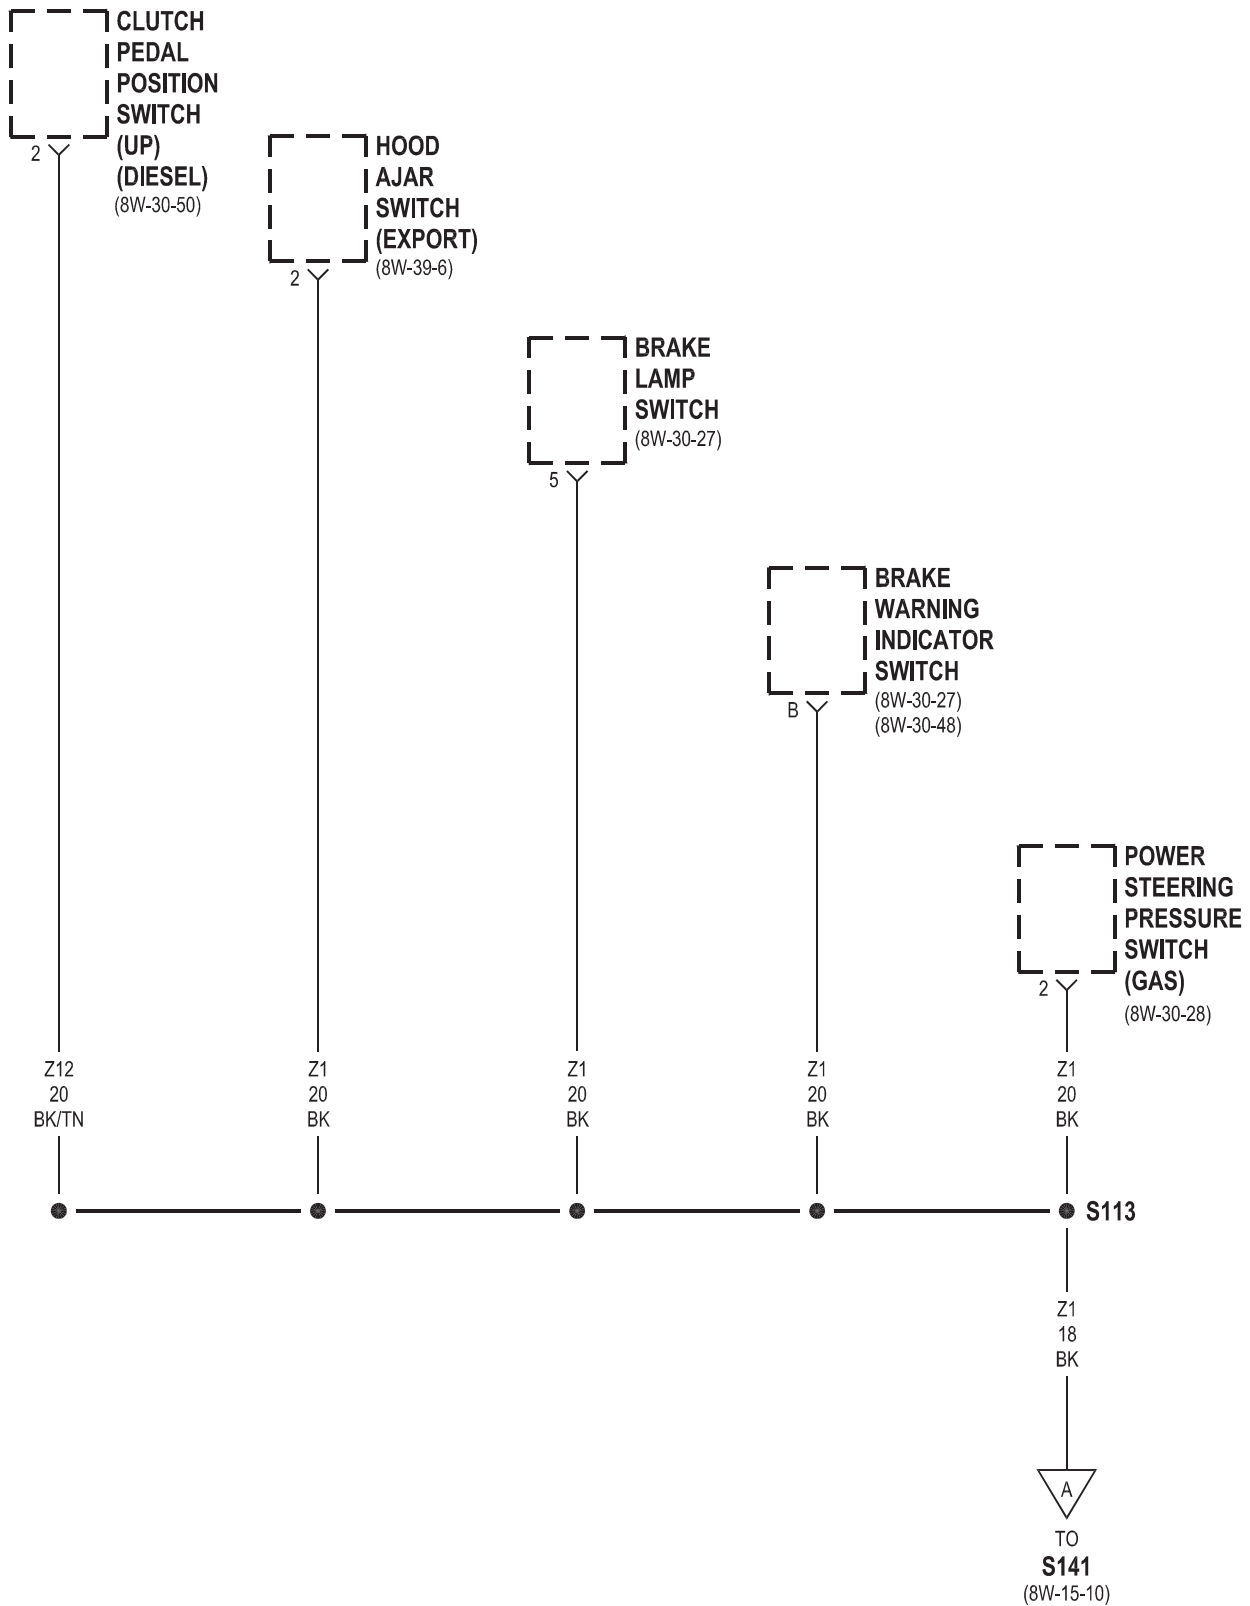 CLUTCH
PEDAL
POSITION
SWITCH
(UP)
(DIESEL)
(8W-30-50)
2
HOOD
AJAR
SWITCH
(EXPORT)
(8W-39-6)
2
BRAKE
LAMP
SWITCH
(8W-30-27)
5
BRAKE
WARNING
INDICATOR
SWITCH
(8W-30-27)
(8W-30-48)
B
POWER
STEERING
PRESSURE
SWITCH
(GAS)
(8W-30-28)
2
Z12
20
BK/TN
Z1
20
BK
Z1
20
BK
Z1
20
BK
Z1
20
BK
S113
Z1
18
BK
A
TO
S141
(8W-15-10)